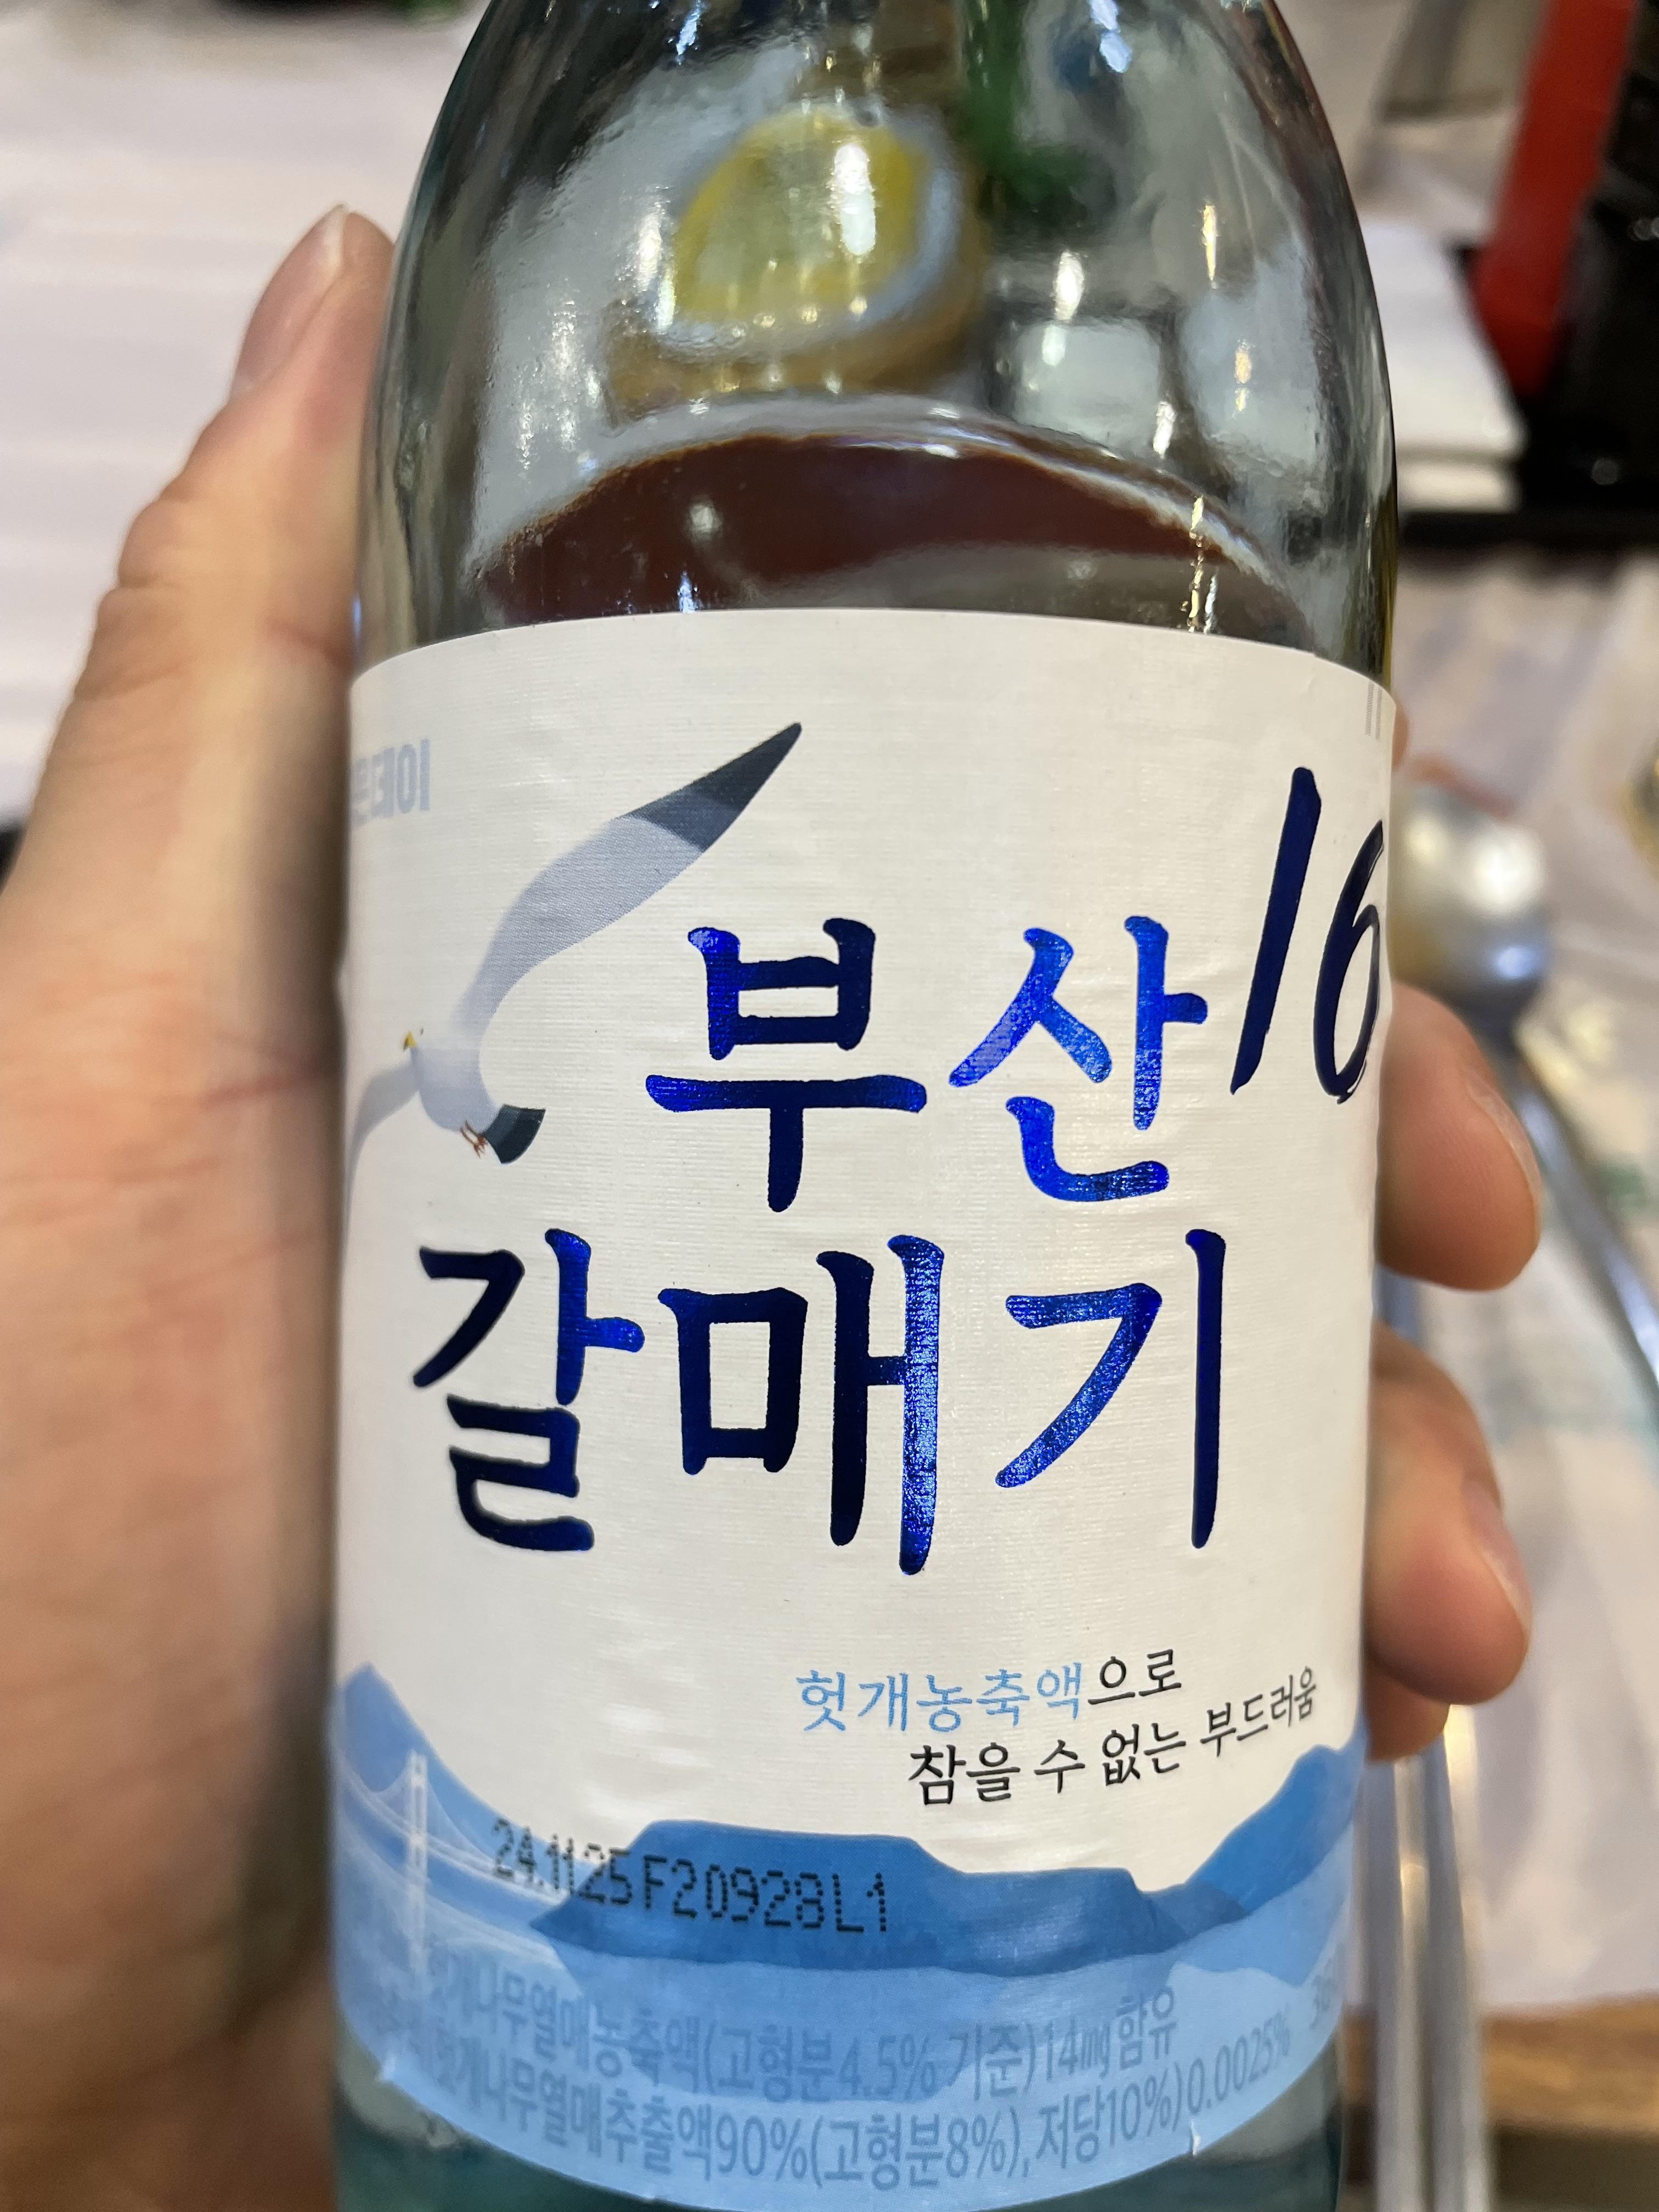 부산 16
갈매기
헛개농축액으로
참을 수 없는 부드러움
24.11.25 F2 0928 L1
개나무열매농축액(고형분4.5% 기준)14㎎ 함유
개나무열매추출액90%(고형분8%), 저당10%)0.0025%